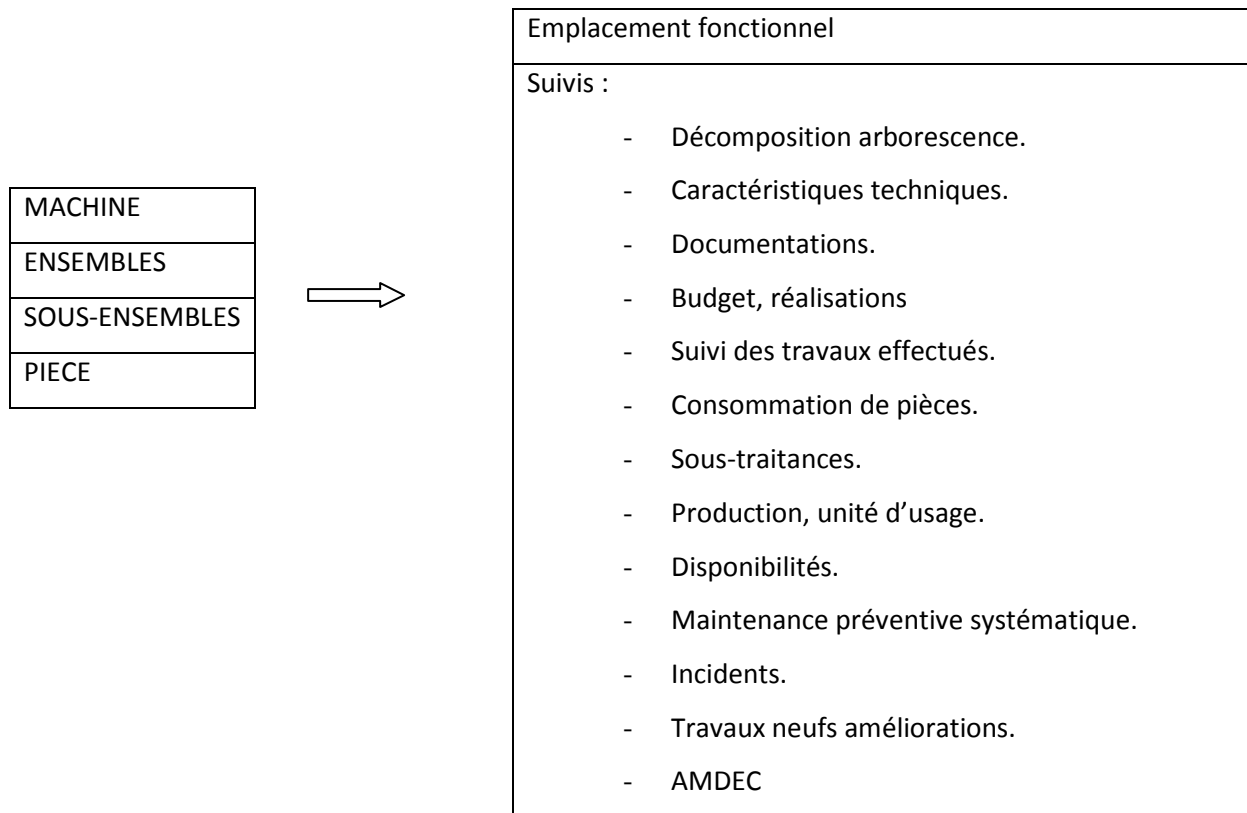 Emplacement fonctionnel
Suivis :
- Décomposition arborescence.
- Caractéristiques techniques.
- Documentations.
- Budget, réalisations
- Suivi des travaux effectués.
- Consommation de pièces.
- Sous-traitances.
- Production, unité d’usage.
- Disponibilités.
- Maintenance préventive systématique.
- Incidents.
- Travaux neufs améliorations.
- AMDEC
MACHINE
ENSEMBLES
SOUS-ENSEMBLES
PIECE